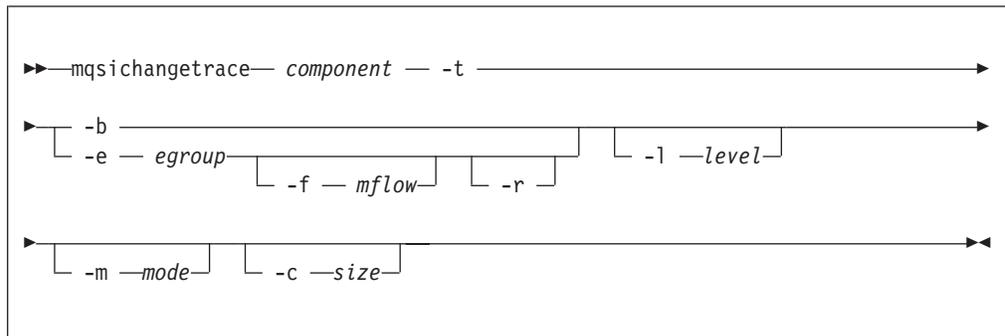 mqsichangetrace component -t
-b
-e egroup -l level
-f mflow -r
-m mode -c size